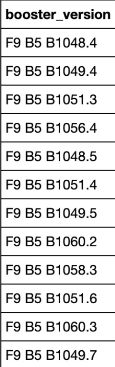 booster_version
F9 B5 B1048.4
F9 B5 B1049.4
F9 B5 B1051.3
F9 B5 B1056.4
F9 B5 B1048.5
F9 B5 B1051.4
F9 B5 B1049.5
F9 B5 B1060.2
F9 B5 B1058.3
F9 B5 B1051.6
F9 B5 B1060.3
F9 B5 B1049.7